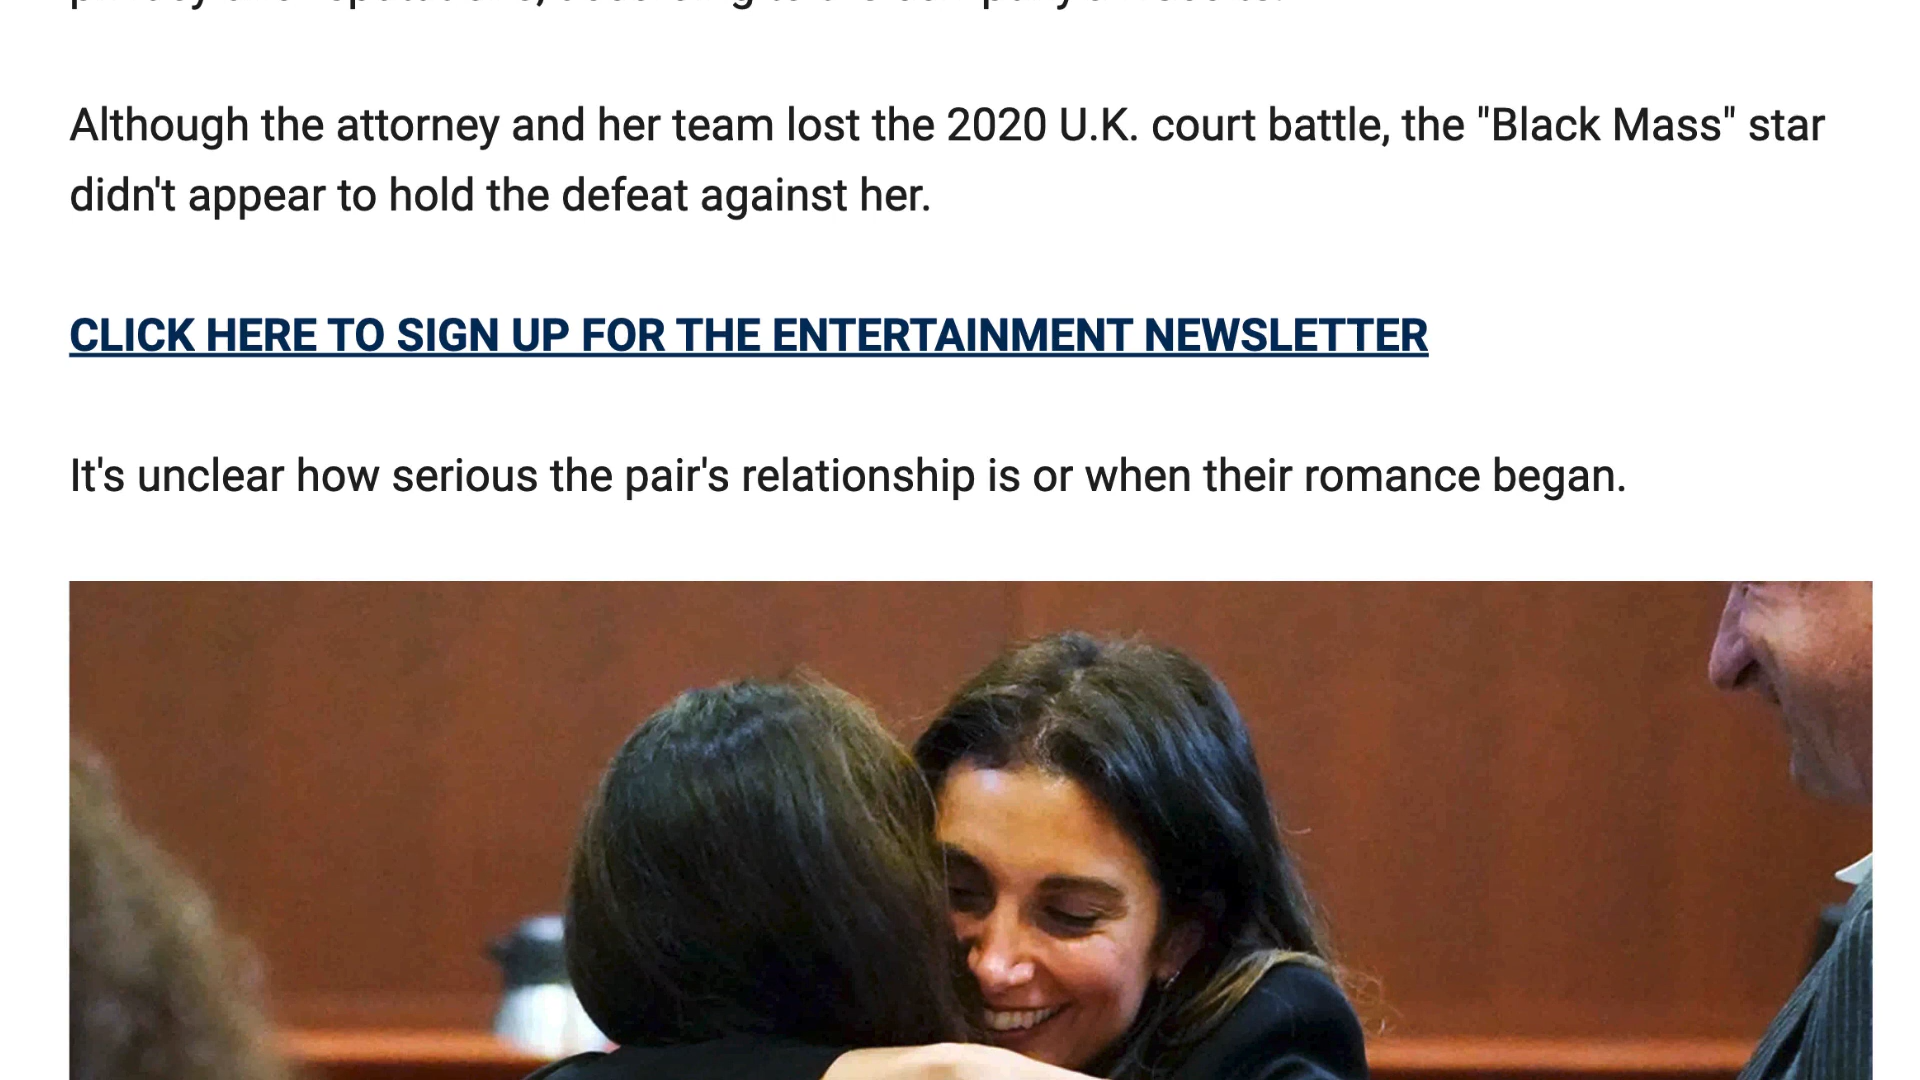 Although the attorney and her team lost the 2020 U.K. court battle, the "Black Mass" star
didn't appear to hold the defeat against her.
CLICK HERE TO SIGN UP FOR THE ENTERTAINMENT NEWSLETTER
It's unclear how serious the pair's relationship is or when their romance began.